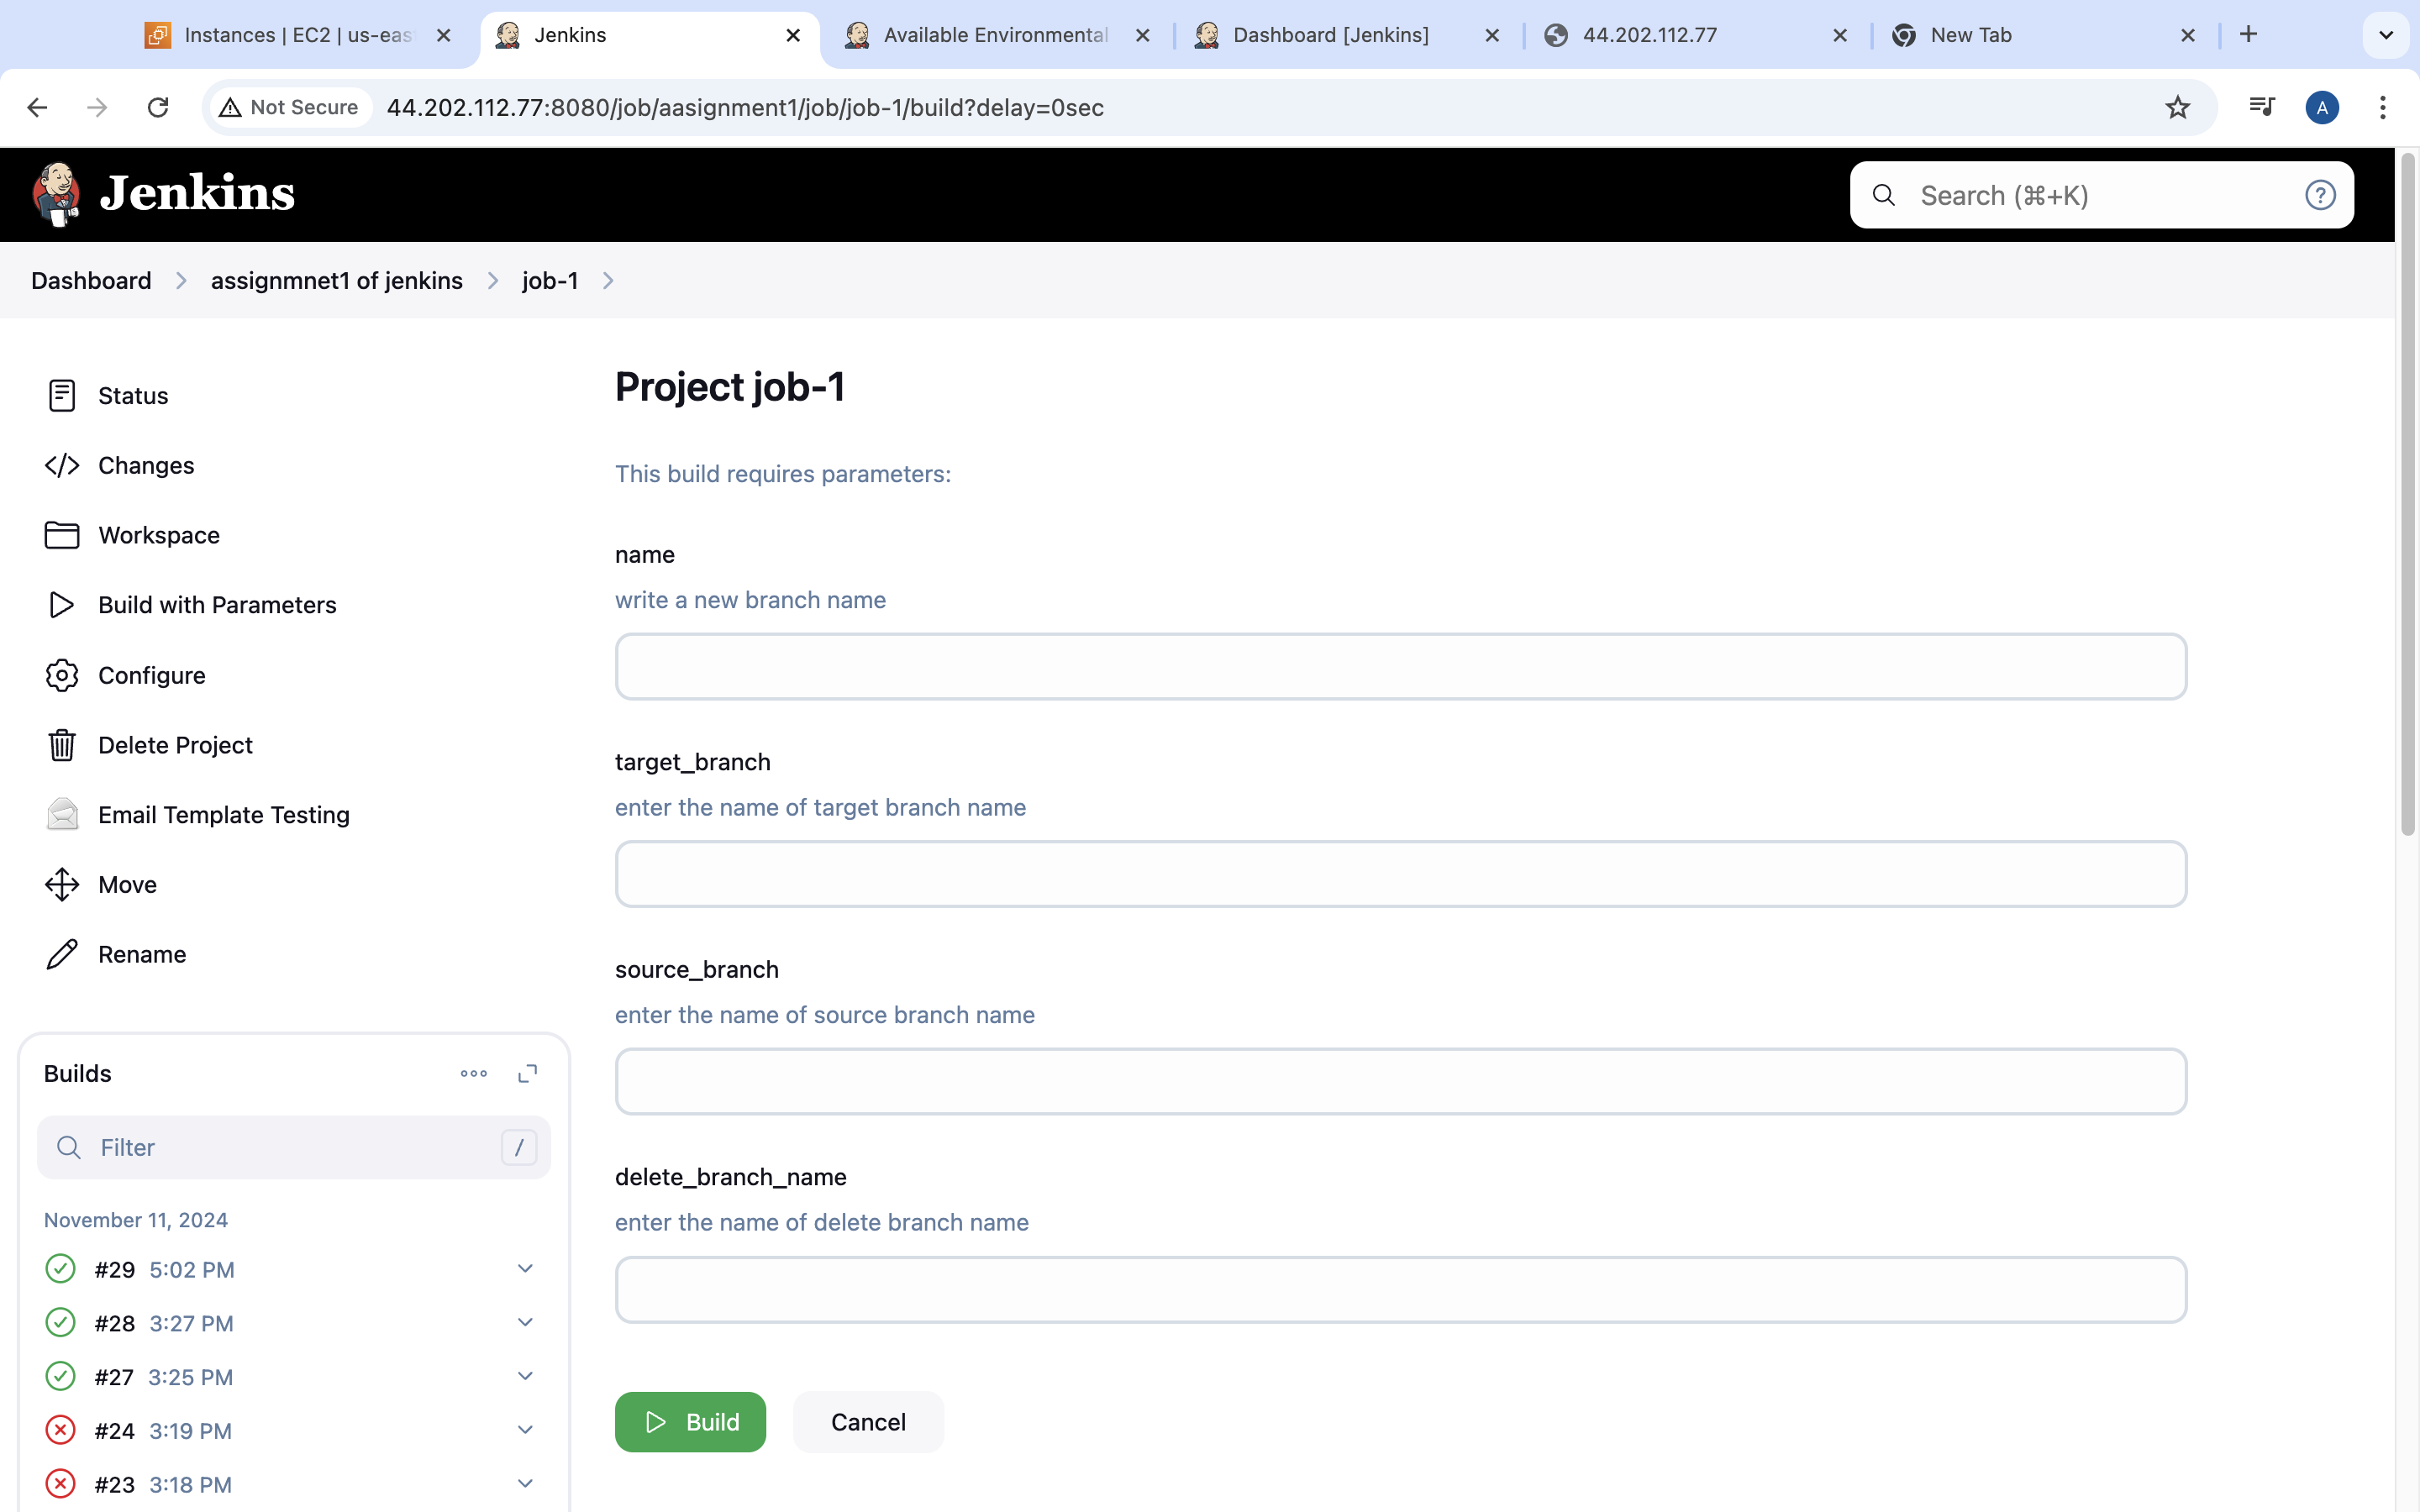 Instances | EC2 | us-eas
Jenkins
Available Environmental
Dashboard [Jenkins]
44.202.112.77
New Tab
Not Secure
44.202.112.77:8080/job/aasignment1/job/job-1/build?delay=0sec
A
Jenkins
Search (⌘+K)
?
Dashboard
assignmnet1 of jenkins
job-1
Status
Changes
Workspace
Build with Parameters
Configure
Delete Project
Email Template Testing
Move
Rename
Builds
Filter
/
November 11, 2024
#29 5:02 PM
#28 3:27 PM
#27 3:25 PM
#24 3:19 PM
#23 3:18 PM
Project job-1
This build requires parameters:
name
write a new branch name
target_branch
enter the name of target branch name
source_branch
enter the name of source branch name
delete_branch_name
enter the name of delete branch name
Build
Cancel